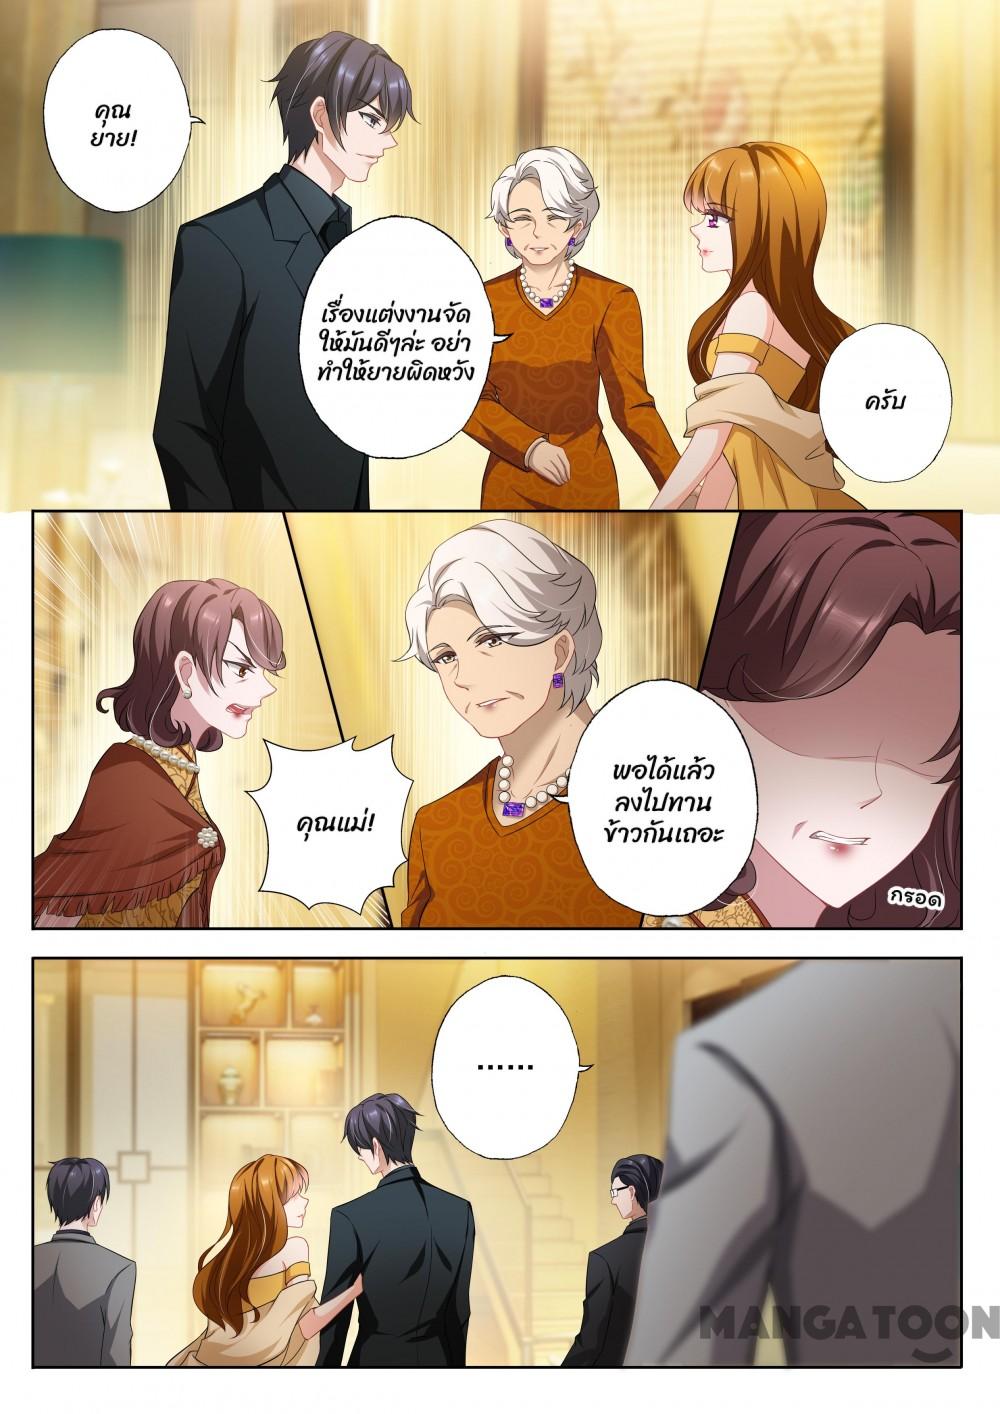 คุณ
ยาย!
เรื่องแต่งงานจัด
ให้มันดีๆล่ะ อย่า
ทำให้ยายผิดหวัง
ครับ
คุณแม่!
พอได้แล้ว
ลงไปทาน
ข้าวกันเถอะ
กรอด
......
MANGATOON